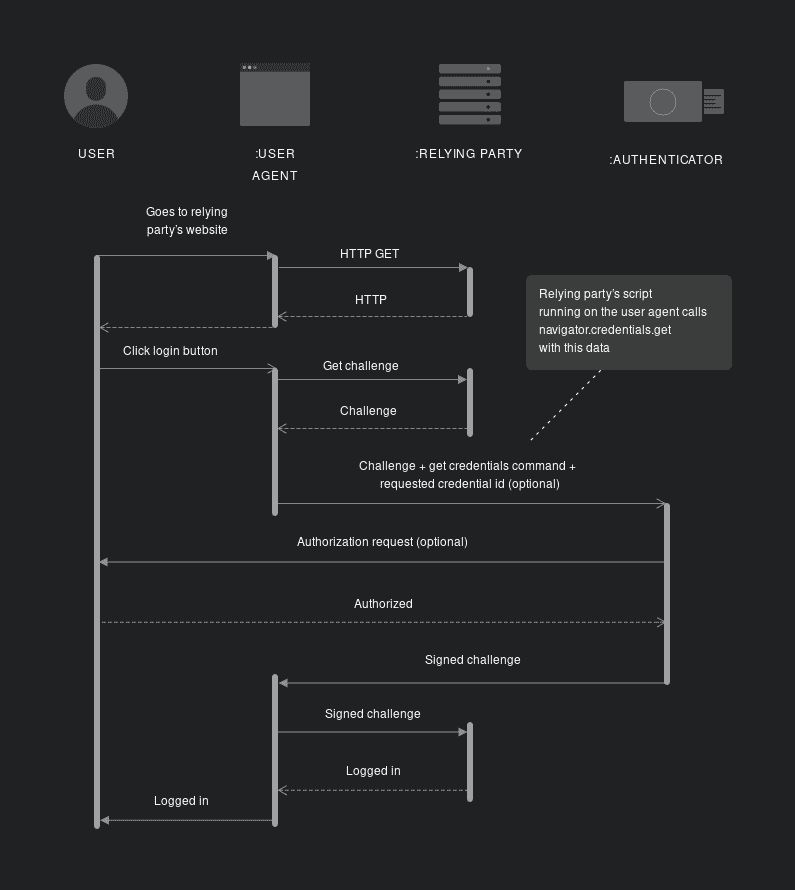 USER
:USER
AGENT
:RELYING PARTY
:AUTHENTICATOR
Goes to relying
party's website
HTTP GET
HTTP
Relying party's script
running on the user agent calls
navigator.credentials.get
with this data
Click login button
Get challenge
Challenge
Challenge + get credentials command +
requested credential id (optional)
Authorization request (optional)
Authorized
Signed challenge
Signed challenge
Logged in
Logged in